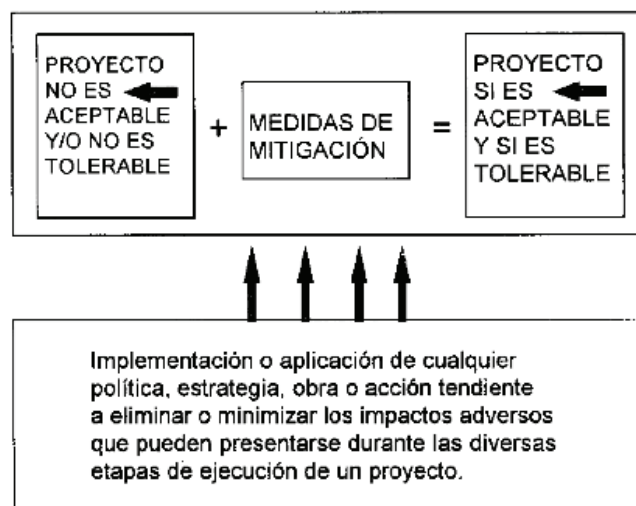 PROYECTO
NO ES
ACEPTABLE
Y/O NO ES
TOLERABLE
+
MEDIDAS DE
MITIGACIÓN
=
PROYECTO
SI ES
ACEPTABLE
Y SI ES
TOLERABLE
Implementación o aplicación de cualquier
política, estrategia, obra o acción tendiente
a eliminar o minimizar los impactos adversos
que pueden presentarse durante las diversas
etapas de ejecución de un proyecto.